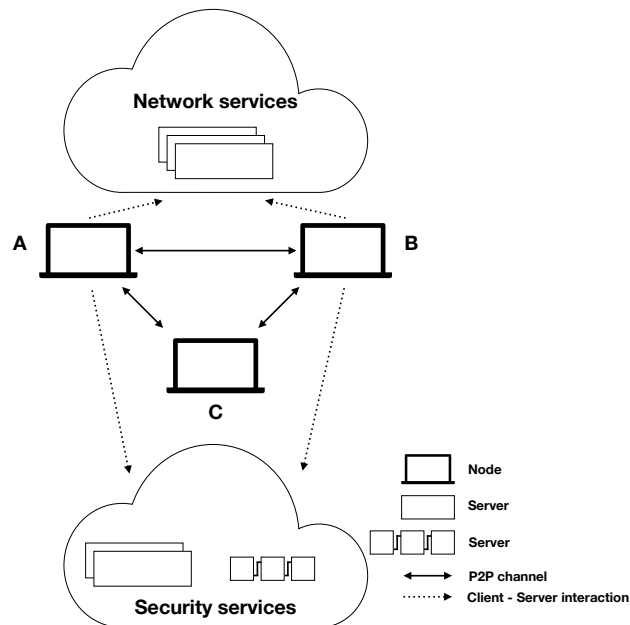 Network services
A
B
C
Node
Server
Server
P2P channel
Client - Server interaction
Security services